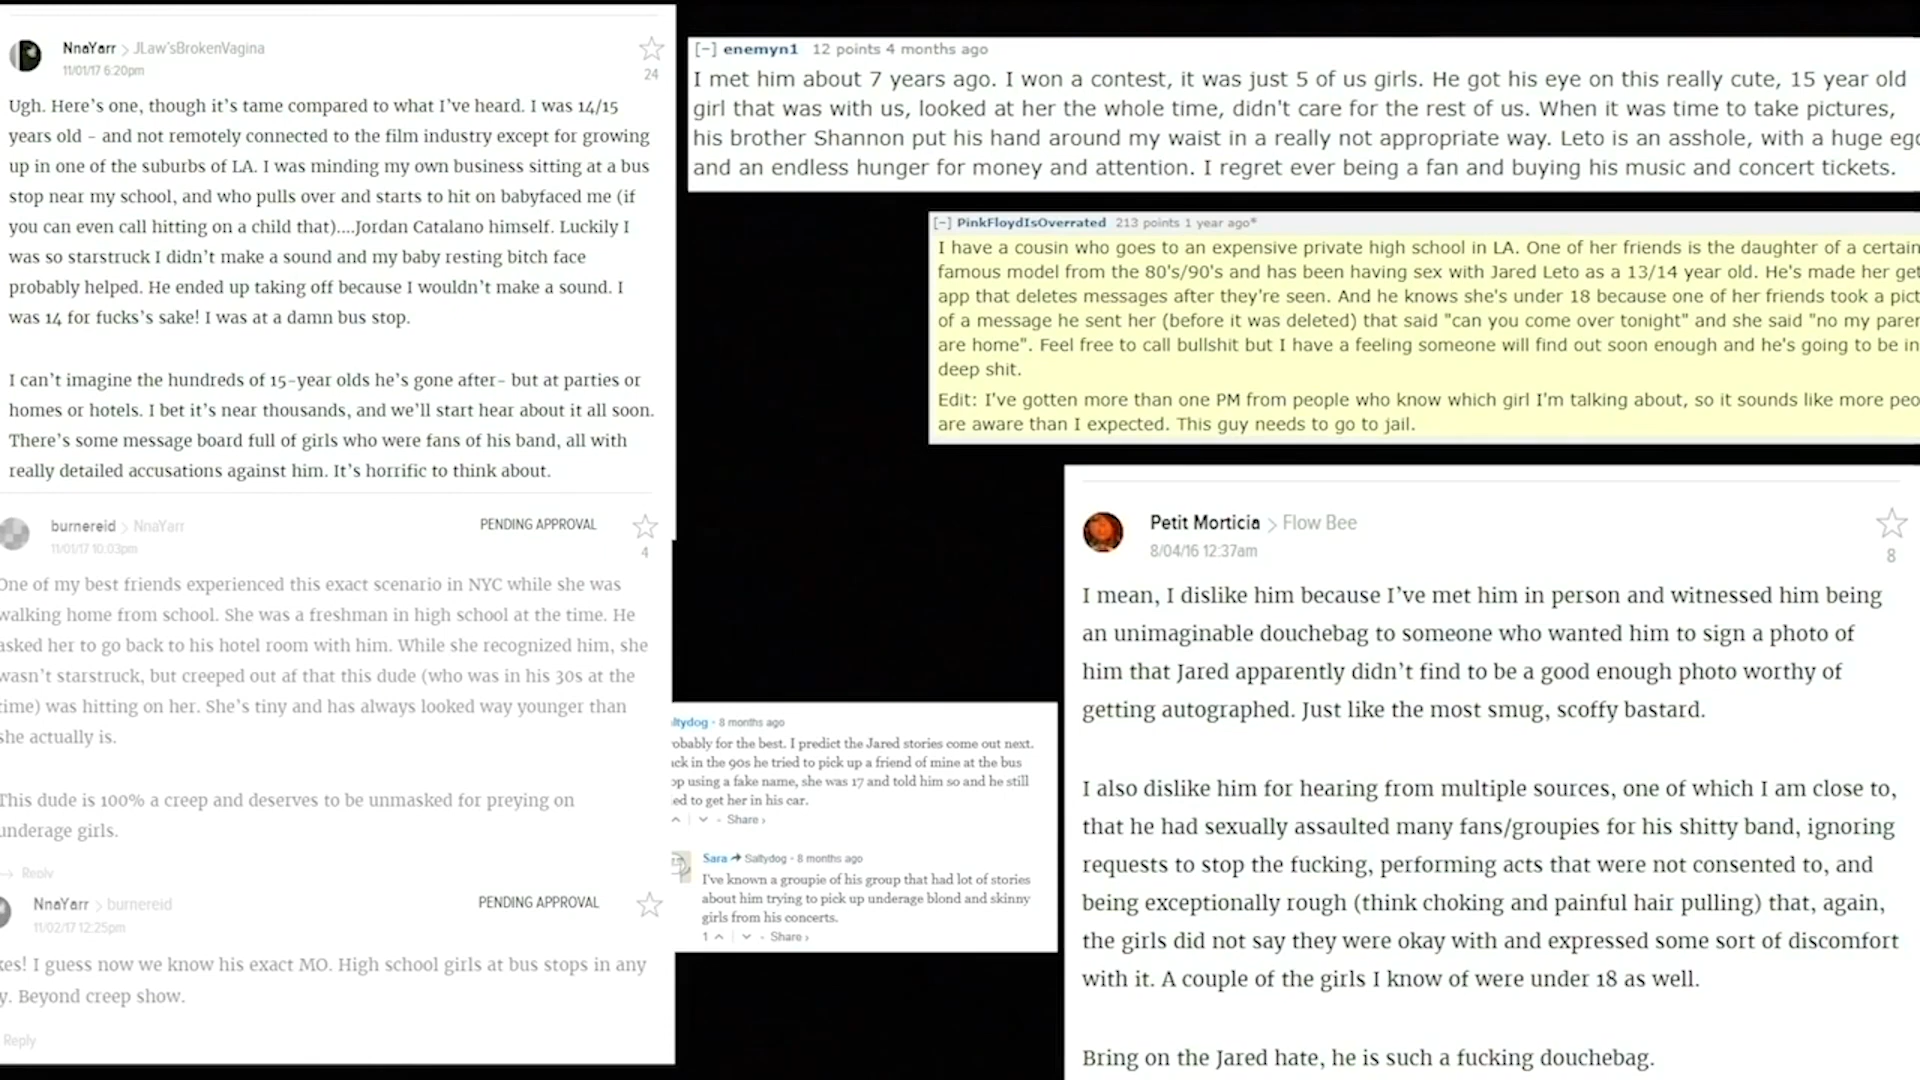 NnaYarr > JLaw'sBrokenVagina
11/01/17 6:20pm
24
Ugh. Here's one, though it's tame compared to what I've heard. I was 14/15
years old – and not remotely connected to the film industry except for growing
up in one of the suburbs of LA. I was minding my own business sitting at a bus
stop near my school, and who pulls over and starts to hit on babyfaced me (if
you can even call hitting on a child that)....Jordan Catalano himself. Luckily I
was so starstruck I didn't make a sound and my baby resting bitch face
probably helped. He ended up taking off because I wouldn't make a sound. I
was 14 for fucks's sake! I was at a damn bus stop.
I can't imagine the hundreds of 15-year olds he's gone after– but at parties or
homes or hotels. I bet it's near thousands, and we'll start hear about it all soon.
There's some message board full of girls who were fans of his band, all with
really detailed accusations against him. It's horrific to think about.
burnereid > NnaYarr
PENDING APPROVAL
11/01/17 10:03pm
4
One of my best friends experienced this exact scenario in NYC while she was
walking home from school. She was a freshman in high school at the time. He
asked her to go back to his hotel room with him. While she recognized him, she
wasn't starstruck, but creeped out af that this dude (who was in his 30s at the
time) was hitting on her. She's tiny and has always looked way younger than
she actually is.
This dude is 100% a creep and deserves to be unmasked for preying on
underage girls.
→ Reply
NnaYarr > burnereid
PENDING APPROVAL
11/02/17 12:25pm
kes! I guess now we know his exact MO. High school girls at bus stops in any
y. Beyond creep show.
Reply
[-] enemyn1 12 points 4 months ago
I met him about 7 years ago. I won a contest, it was just 5 of us girls. He got his eye on this really cute, 15 year old
girl that was with us, looked at her the whole time, didn't care for the rest of us. When it was time to take pictures,
his brother Shannon put his hand around my waist in a really not appropriate way. Leto is an asshole, with a huge ego
and an endless hunger for money and attention. I regret ever being a fan and buying his music and concert tickets.
[-] PinkFloydIsOverrated 213 points 1 year ago*
I have a cousin who goes to an expensive private high school in LA. One of her friends is the daughter of a certain
famous model from the 80's/90's and has been having sex with Jared Leto as a 13/14 year old. He's made her get
app that deletes messages after they're seen. And he knows she's under 18 because one of her friends took a pict
of a message he sent her (before it was deleted) that said "can you come over tonight" and she said "no my paren
are home". Feel free to call bullshit but I have a feeling someone will find out soon enough and he's going to be in
deep shit.
Edit: I've gotten more than one PM from people who know which girl I'm talking about, so it sounds like more peo
are aware than I expected. This guy needs to go to jail.
ltydog - 8 months ago
robably for the best. I predict the Jared stories come out next.
ack in the 90s he tried to pick up a friend of mine at the bus
op using a fake name, she was 17 and told him so and he still
ed to get her in his car.
- Share ›
Sara → Saltydog - 8 months ago
I've known a groupie of his group that had lot of stories
about him trying to pick up underage blond and skinny
girls from his concerts.
1 - Share ›
Petit Morticia > Flow Bee
8/04/16 12:37am
8
I mean, I dislike him because I've met him in person and witnessed him being
an unimaginable douchebag to someone who wanted him to sign a photo of
him that Jared apparently didn't find to be a good enough photo worthy of
getting autographed. Just like the most smug, scoffy bastard.
I also dislike him for hearing from multiple sources, one of which I am close to,
that he had sexually assaulted many fans/groupies for his shitty band, ignoring
requests to stop the fucking, performing acts that were not consented to, and
being exceptionally rough (think choking and painful hair pulling) that, again,
the girls did not say they were okay with and expressed some sort of discomfort
with it. A couple of the girls I know of were under 18 as well.
Bring on the Jared hate, he is such a fucking douchebag.